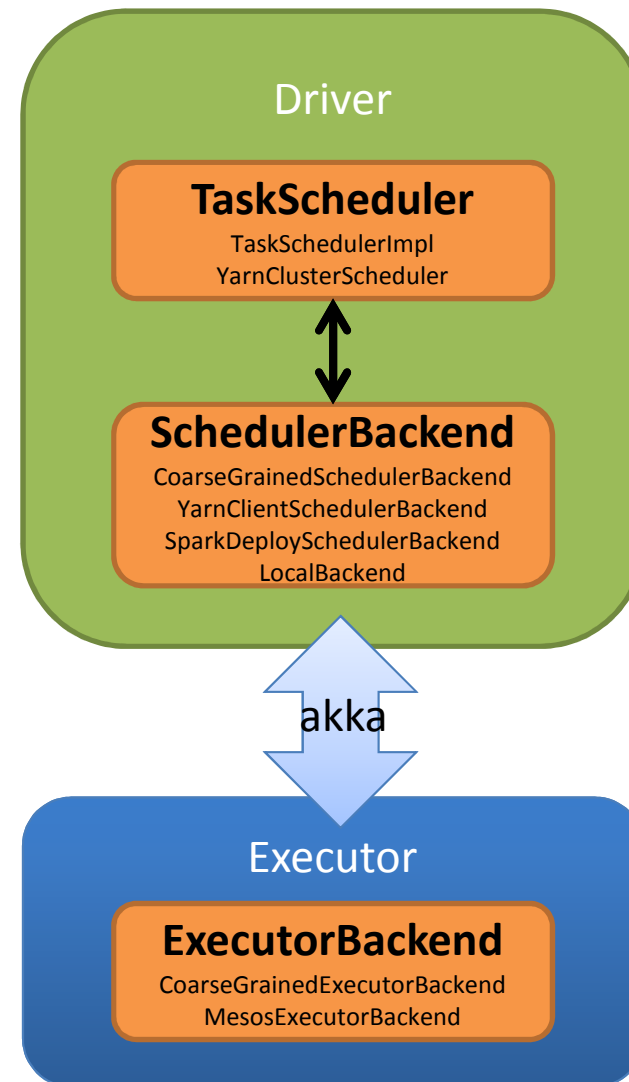 Driver
TaskScheduler
TaskSchedulerImpl
YarnClusterScheduler
SchedulerBackend
CoarseGrainedSchedulerBackend
YarnClientSchedulerBackend
SparkDeploySchedulerBackend
LocalBackend
akka
Executor
ExecutorBackend
CoarseGrainedExecutorBackend
MesosExecutorBackend